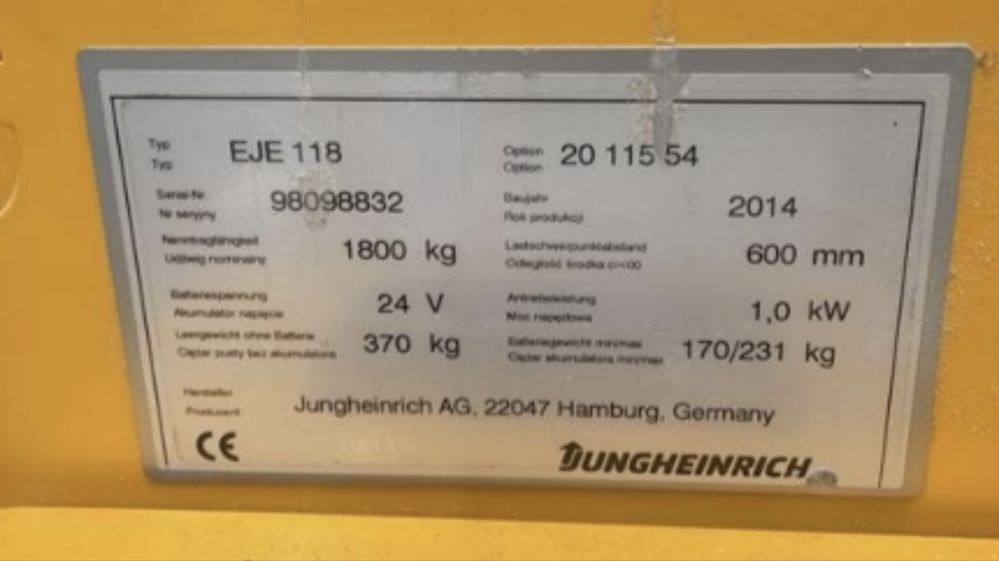 Typ EJE 118 Option 20 115 54
Typ Option
Serial-Nr. 98098832 Baujahr 2014
Nr seryjny Rok produkcji
Nenntragfähigkeit 1800 kg Lastschwerpunktabstand 600 mm
Udźwig nominalny Odległość środka
Batteriespannung 24 V Antriebsleistung 1,0 kW
Akumulator napięcie Moc napędowa
Leergewicht ohne Batterie 370 kg Batteriegewicht min/max 170/231 kg
Ciężar pusty bez akumulatora Ciężar akumulatora min/max
Hersteller Jungheinrich AG, 22047 Hamburg, Germany
Producent
CE JUNGHEINRICH